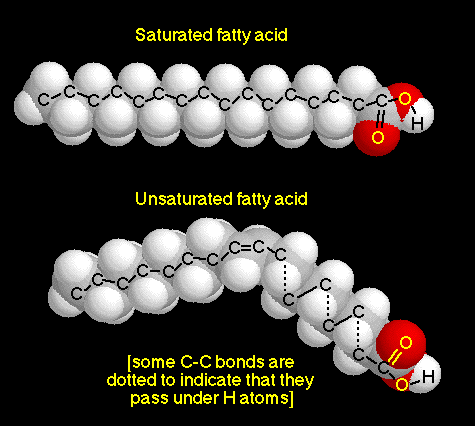 Saturated fatty acid
C C C C C C C C C C C C C C C C O
H
O
Unsaturated fatty acid
C C C C C C C C=C C
C C
C C
C C
O
O H
[some C-C bonds are
dotted to indicate that they
pass under H atoms]